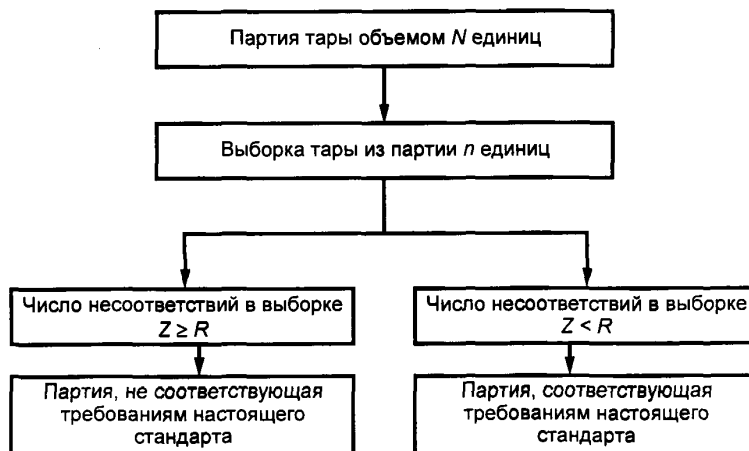 Партия тары объемом N единиц
Выборка тары из партии n единиц
Число несоответствий в выборке
Z ≥ R
Число несоответствий в выборке
Z < R
Партия, не соответствующая
требованиям настоящего
стандарта
Партия, соответствующая
требованиям настоящего
стандарта